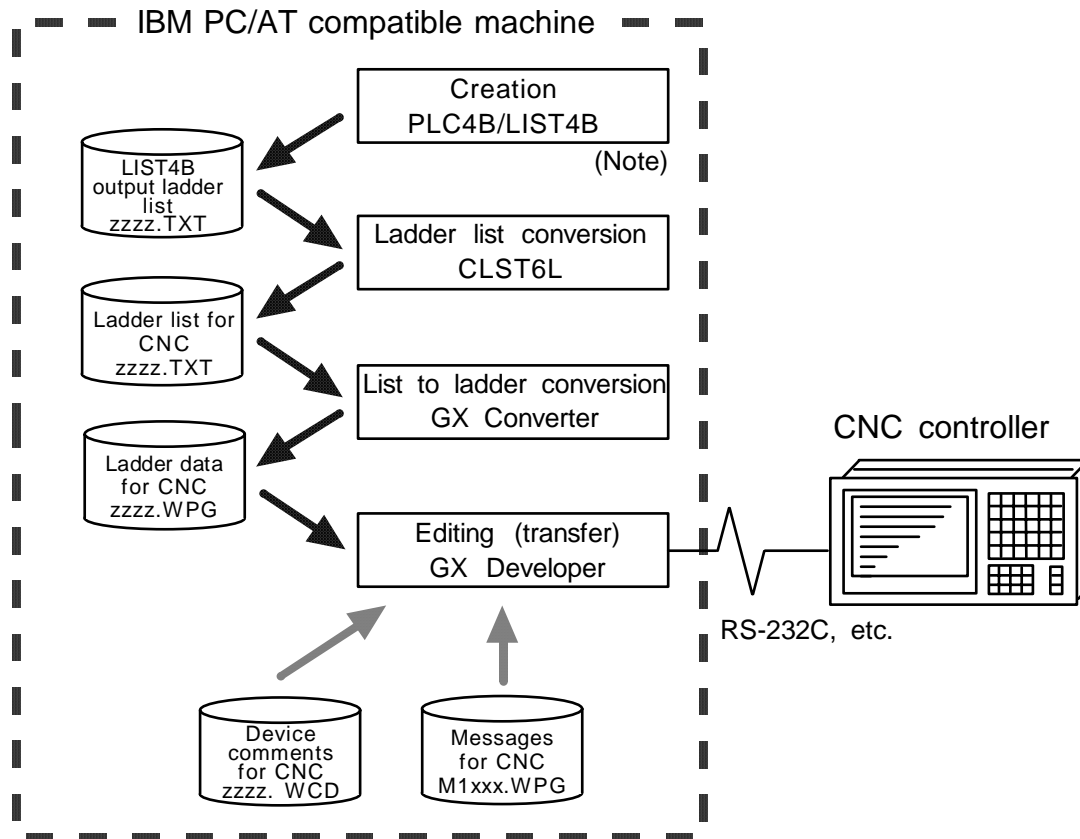 IBM PC/AT compatible machine
Creation
PLC4B/LIST4B
(Note)
LIST4B
output ladder
list
zzzz.TXT
Ladder list conversion
CLST6L
Ladder list for
CNC
zzzz.TXT
List to ladder conversion
GX Converter
Ladder data
for CNC
zzzz.WPG
Editing (transfer)
GX Developer
CNC controller
RS-232C, etc.
Device
comments
for CNC
zzzz. WCD
Messages
for CNC
M1xxx.WPG